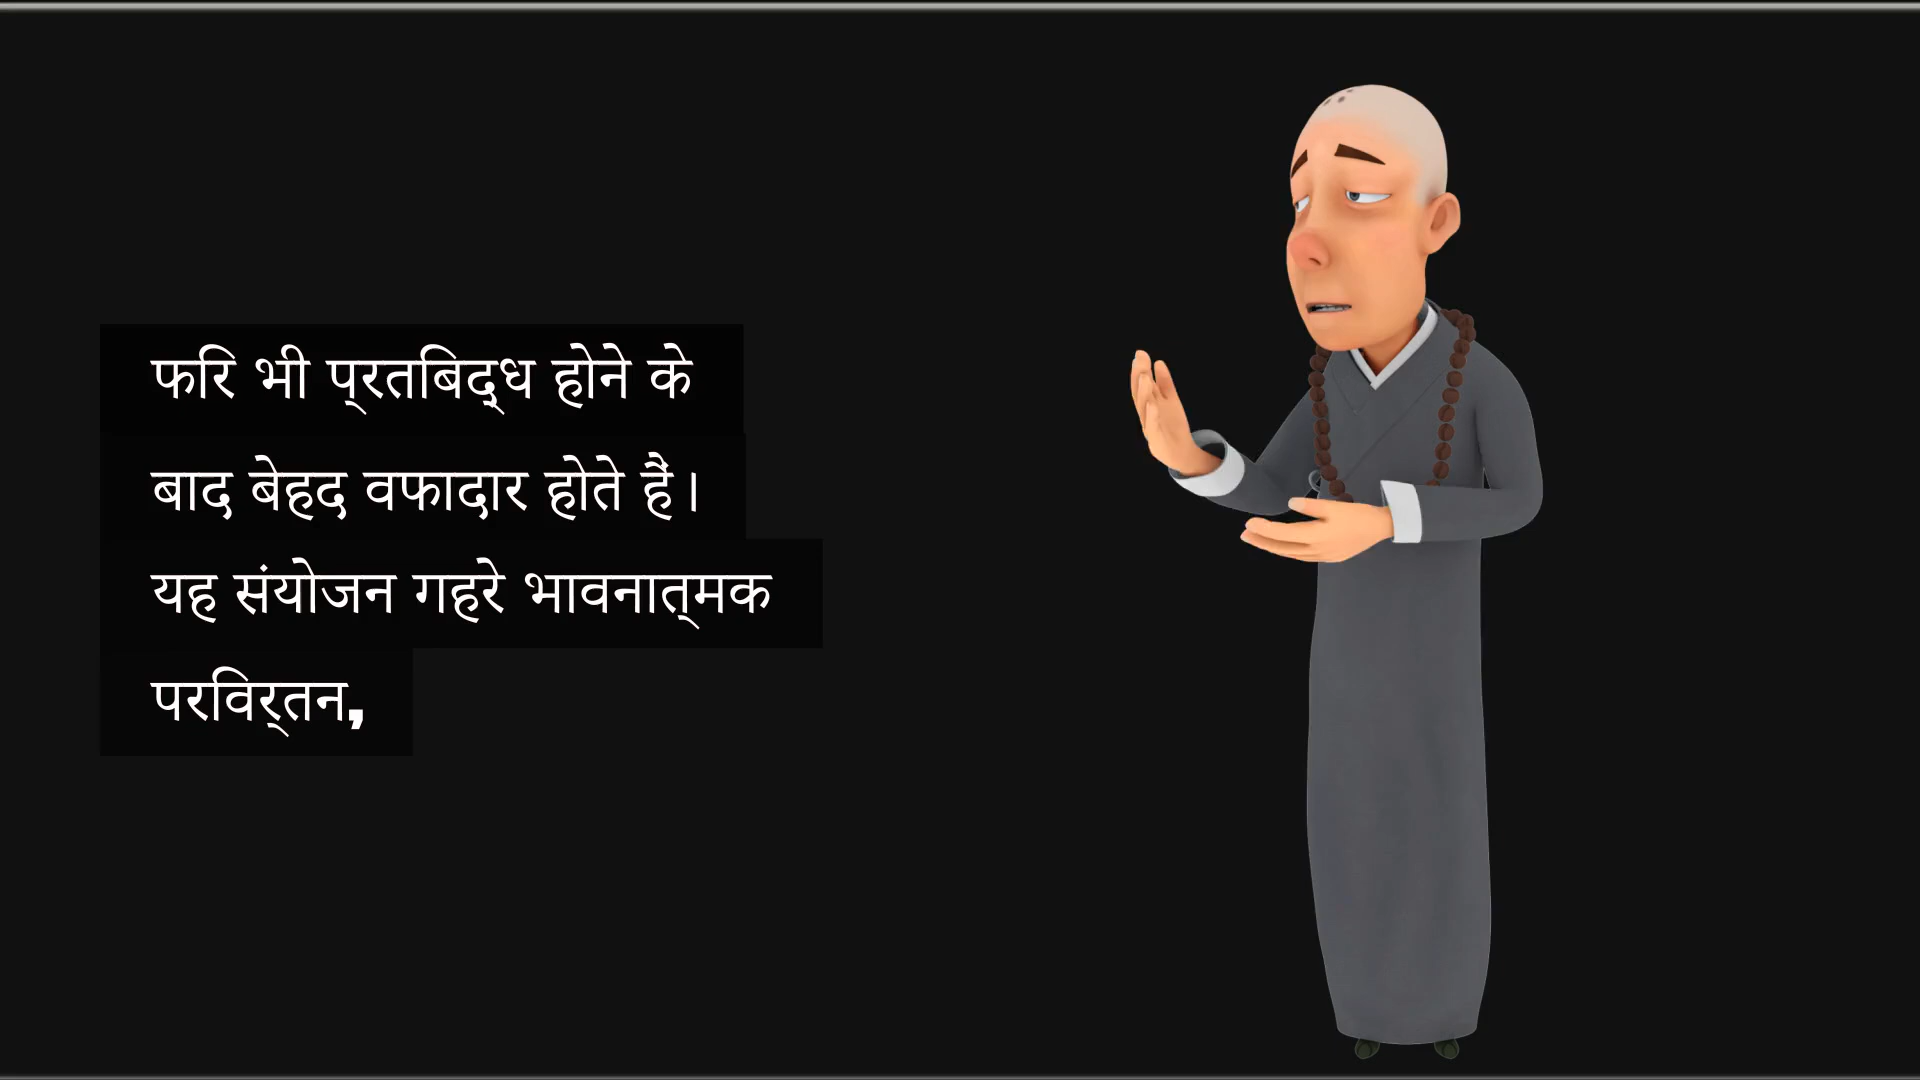 फरि भी प्‌रतबिद्‌ध होने के
बाद बेहद वफादार होते हैं।
यह संयोजन गहरे भावनात्‌मक
परविर्‌तन,